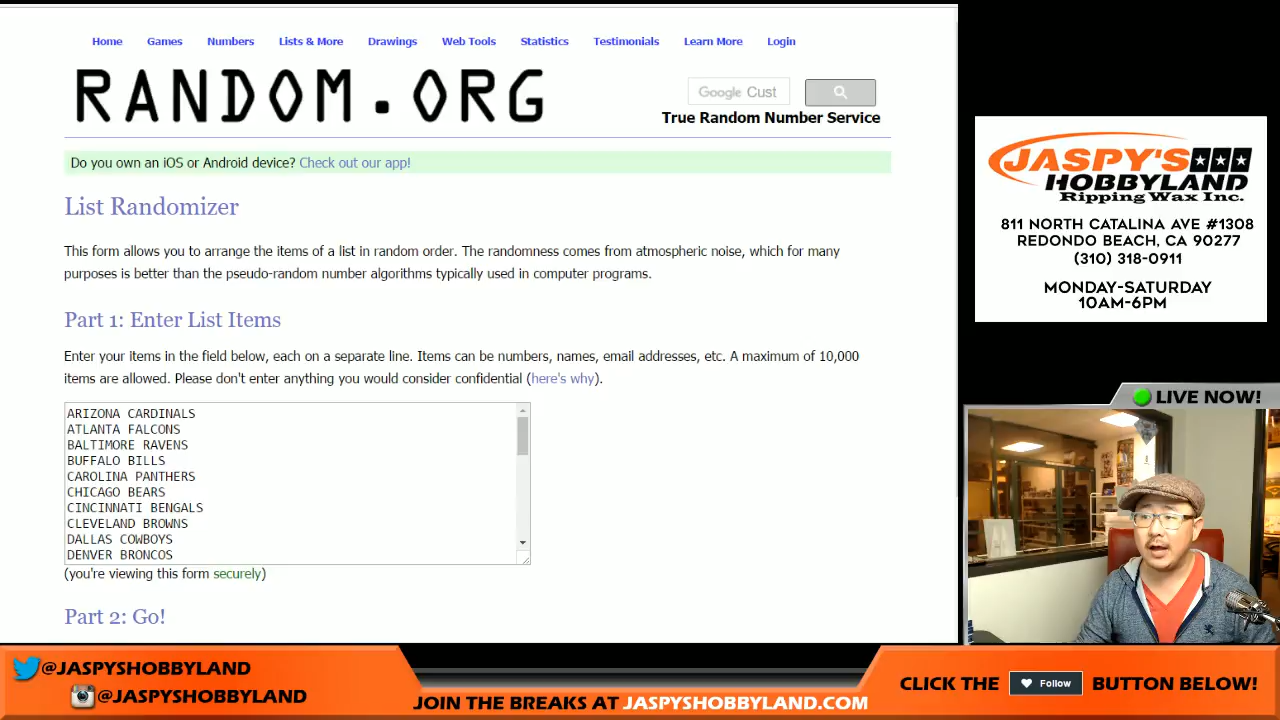 Home Games Numbers Lists & More Drawings Web Tools Statistics Testimonials Learn More Login
RANDOM.ORG
Google Cust
True Random Number Service
Do you own an iOS or Android device? Check out our app!
List Randomizer
This form allows you to arrange the items of a list in random order. The randomness comes from atmospheric noise, which for many
purposes is better than the pseudo-random number algorithms typically used in computer programs.
Part 1: Enter List Items
Enter your items in the field below, each on a separate line. Items can be numbers, names, email addresses, etc. A maximum of 10,000
items are allowed. Please don't enter anything you would consider confidential (here's why).
ARIZONA CARDINALS
ATLANTA FALCONS
BALTIMORE RAVENS
BUFFALO BILLS
CAROLINA PANTHERS
CHICAGO BEARS
CINCINNATI BENGALS
CLEVELAND BROWNS
DALLAS COWBOYS
DENVER BRONCOS
(you're viewing this form securely)
Part 2: Go!
JASPY'S
HOBBYLAND
Ripping Wax Inc.
811 NORTH CATALINA AVE #1308
REDONDO BEACH, CA 90277
(310) 318-0911
MONDAY-SATURDAY
10AM-6PM
LIVE NOW!
@JASPYSHOBBYLAND
@JASPYSHOBBYLAND
JOIN THE BREAKS AT JASPYSHOBBYLAND.COM
CLICK THE Follow BUTTON BELOW!